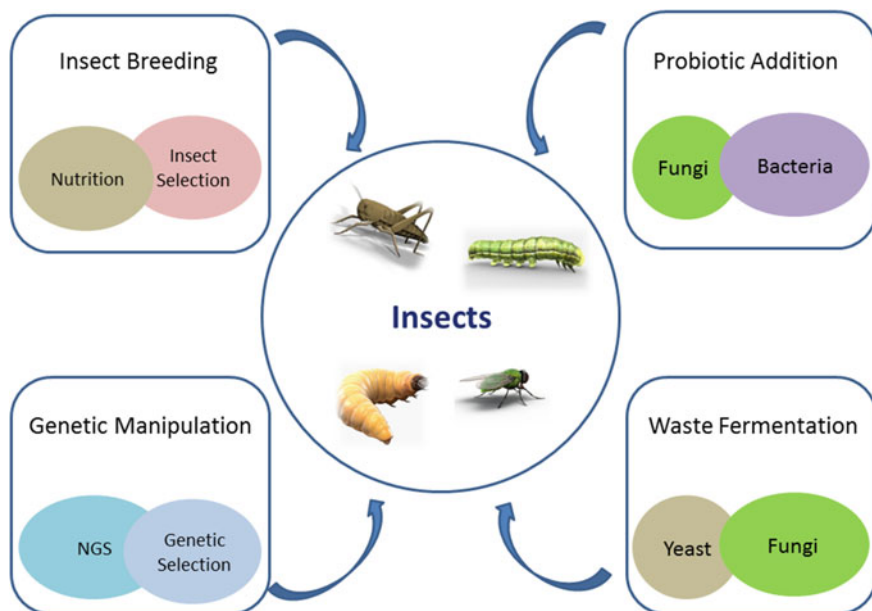 Insect Breeding
Nutrition
Insect
Selection
Probiotic Addition
Fungi
Bacteria
Insects
Genetic Manipulation
NGS
Genetic
Selection
Waste Fermentation
Yeast
Fungi